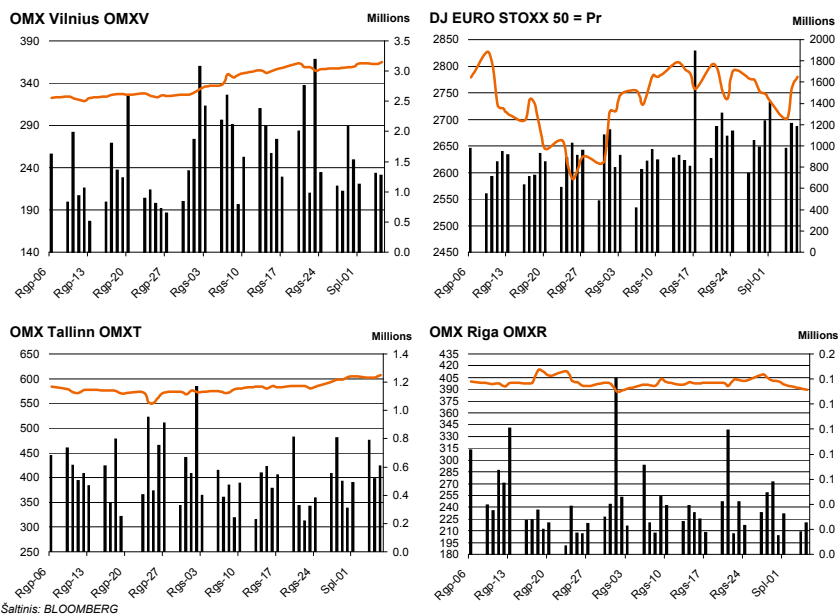 OMX Vilnius OMXV
Millions
390
340
290
240
190
140
3.5
3.0
2.5
2.0
1.5
1.0
0.5
0.0
Rgp-06
Rgp-13
Rgp-20
Rgp-27
Rgs-03
Rgs-10
Rgs-17
Rgs-24
Spl-01
DJ EURO STOXX 50 = Pr
Millions
2850
2800
2750
2700
2650
2600
2550
2500
2450
2000
1800
1600
1400
1200
1000
800
600
400
200
0
Rgp-06
Rgp-13
Rgp-20
Rgp-27
Rgs-03
Rgs-10
Rgs-17
Rgs-24
Spl-01
OMX Tallinn OMXT
Millions
650
600
550
500
450
400
350
300
250
1.4
1.2
1.0
0.8
0.6
0.4
0.2
0.0
Rgp-06
Rgp-13
Rgp-20
Rgp-27
Rgs-03
Rgs-10
Rgs-17
Rgs-24
Spl-01
OMX Riga OMXR
Millions
435
420
405
390
375
360
345
330
315
300
285
270
255
240
225
210
195
180
0.2
0.1
0.1
0.1
0.1
0.1
0.0
0.0
0.0
Rgp-06
Rgp-13
Rgp-20
Rgp-27
Rgs-03
Rgs-10
Rgs-17
Rgs-24
Spl-01
Šaltinis: BLOOMBERG